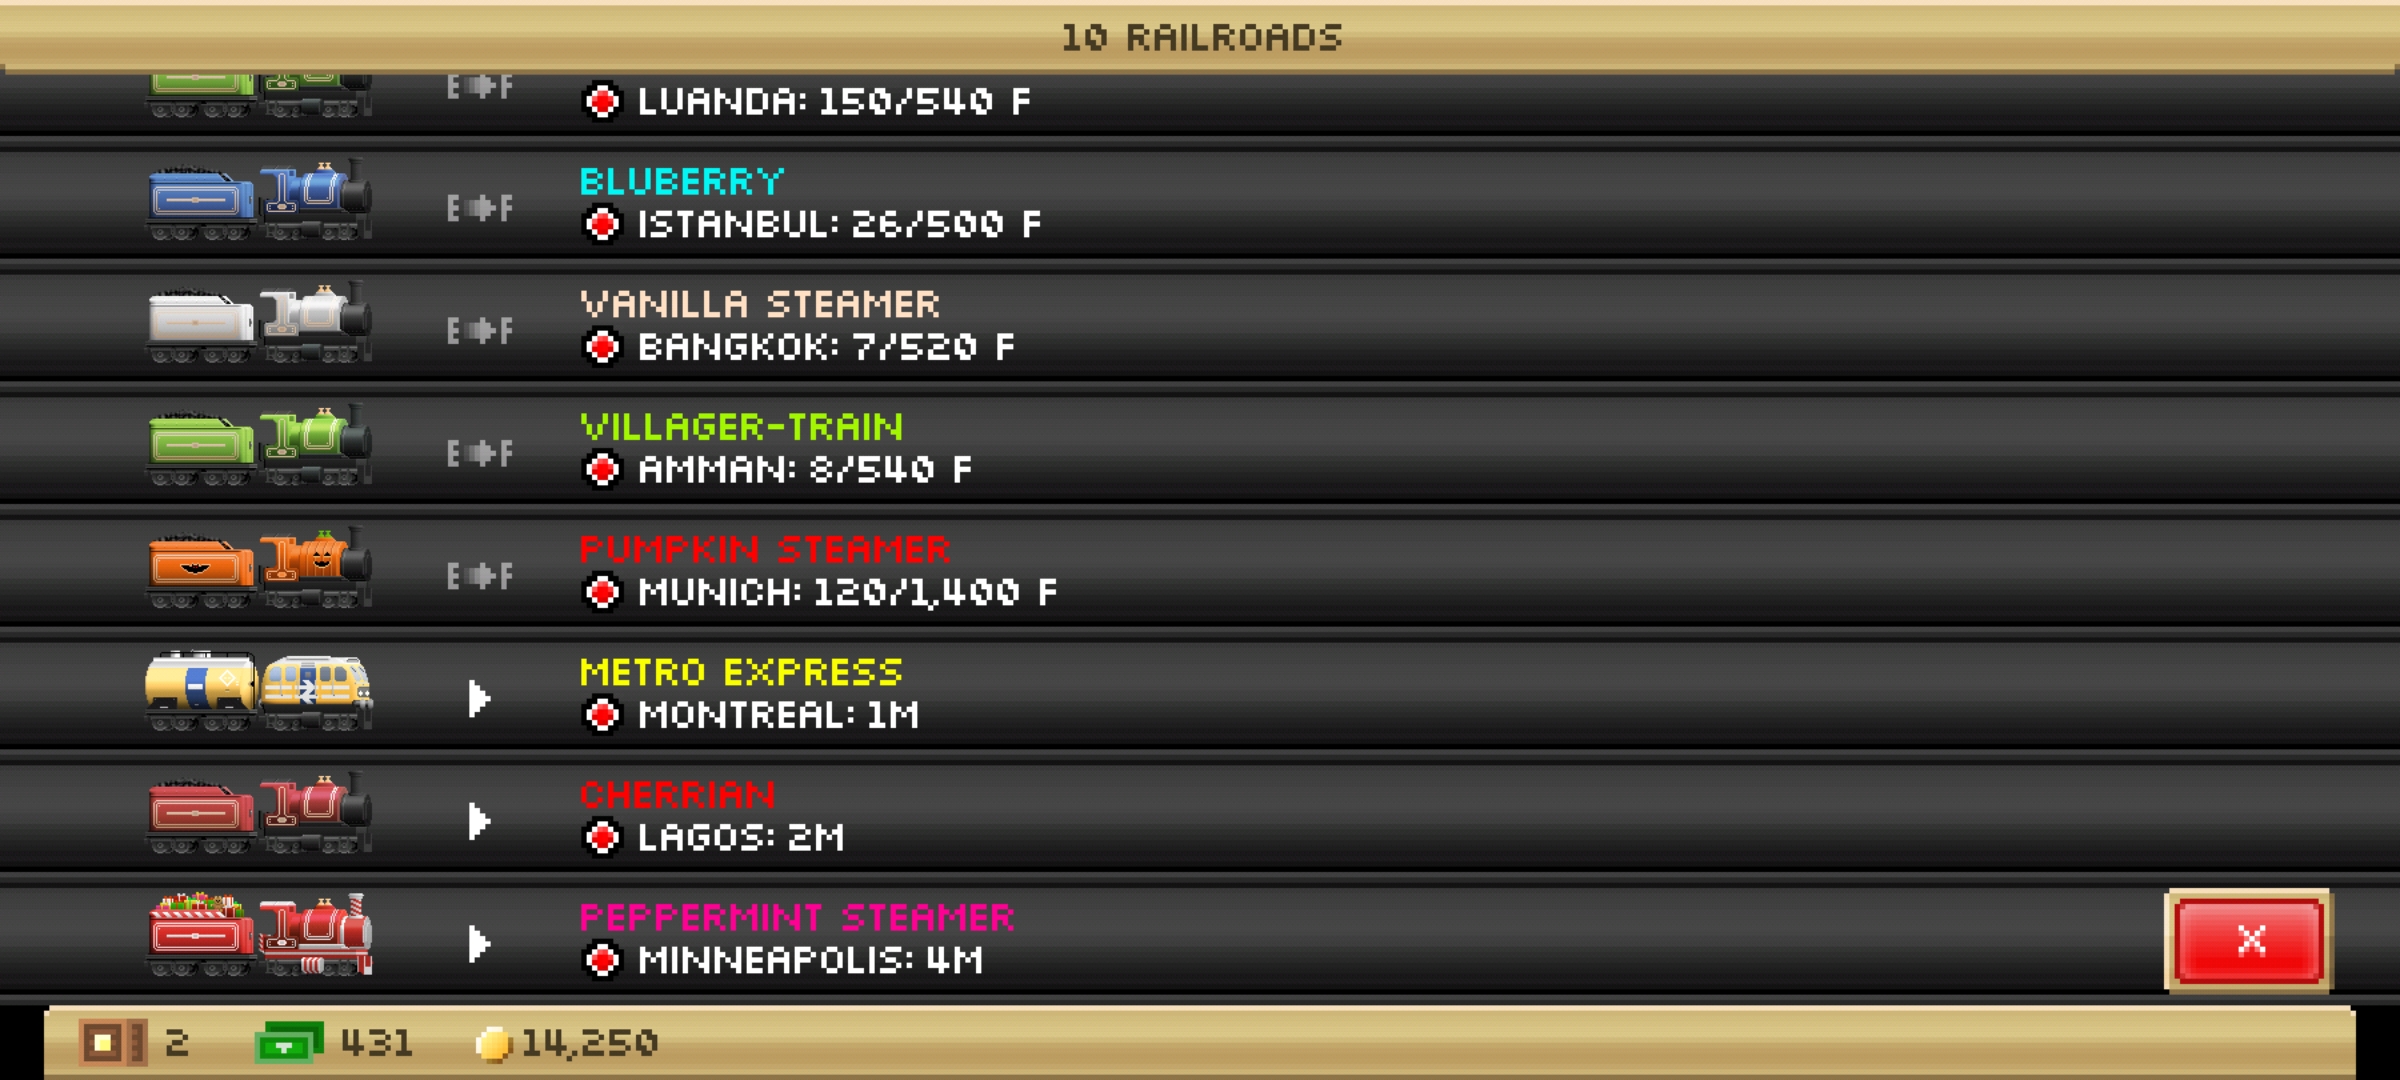 10 RAILROADS
E F
LUANDA: 150/540 F
BLUBERRY
E F
ISTANBUL: 26/500 F
VANILLA STEAMER
E F
BANGKOK: 7/520 F
VILLAGER-TRAIN
E F
AMMAN: 8/540 F
PUMPKIN STEAMER
E F
MUNICH: 120/1,400 F
METRO EXPRESS
MONTREAL: 1M
CHERRIAN
LAGOS: 2M
PEPPERMINT STEAMER
MINNEAPOLIS: 4M
X
2 431 14,250